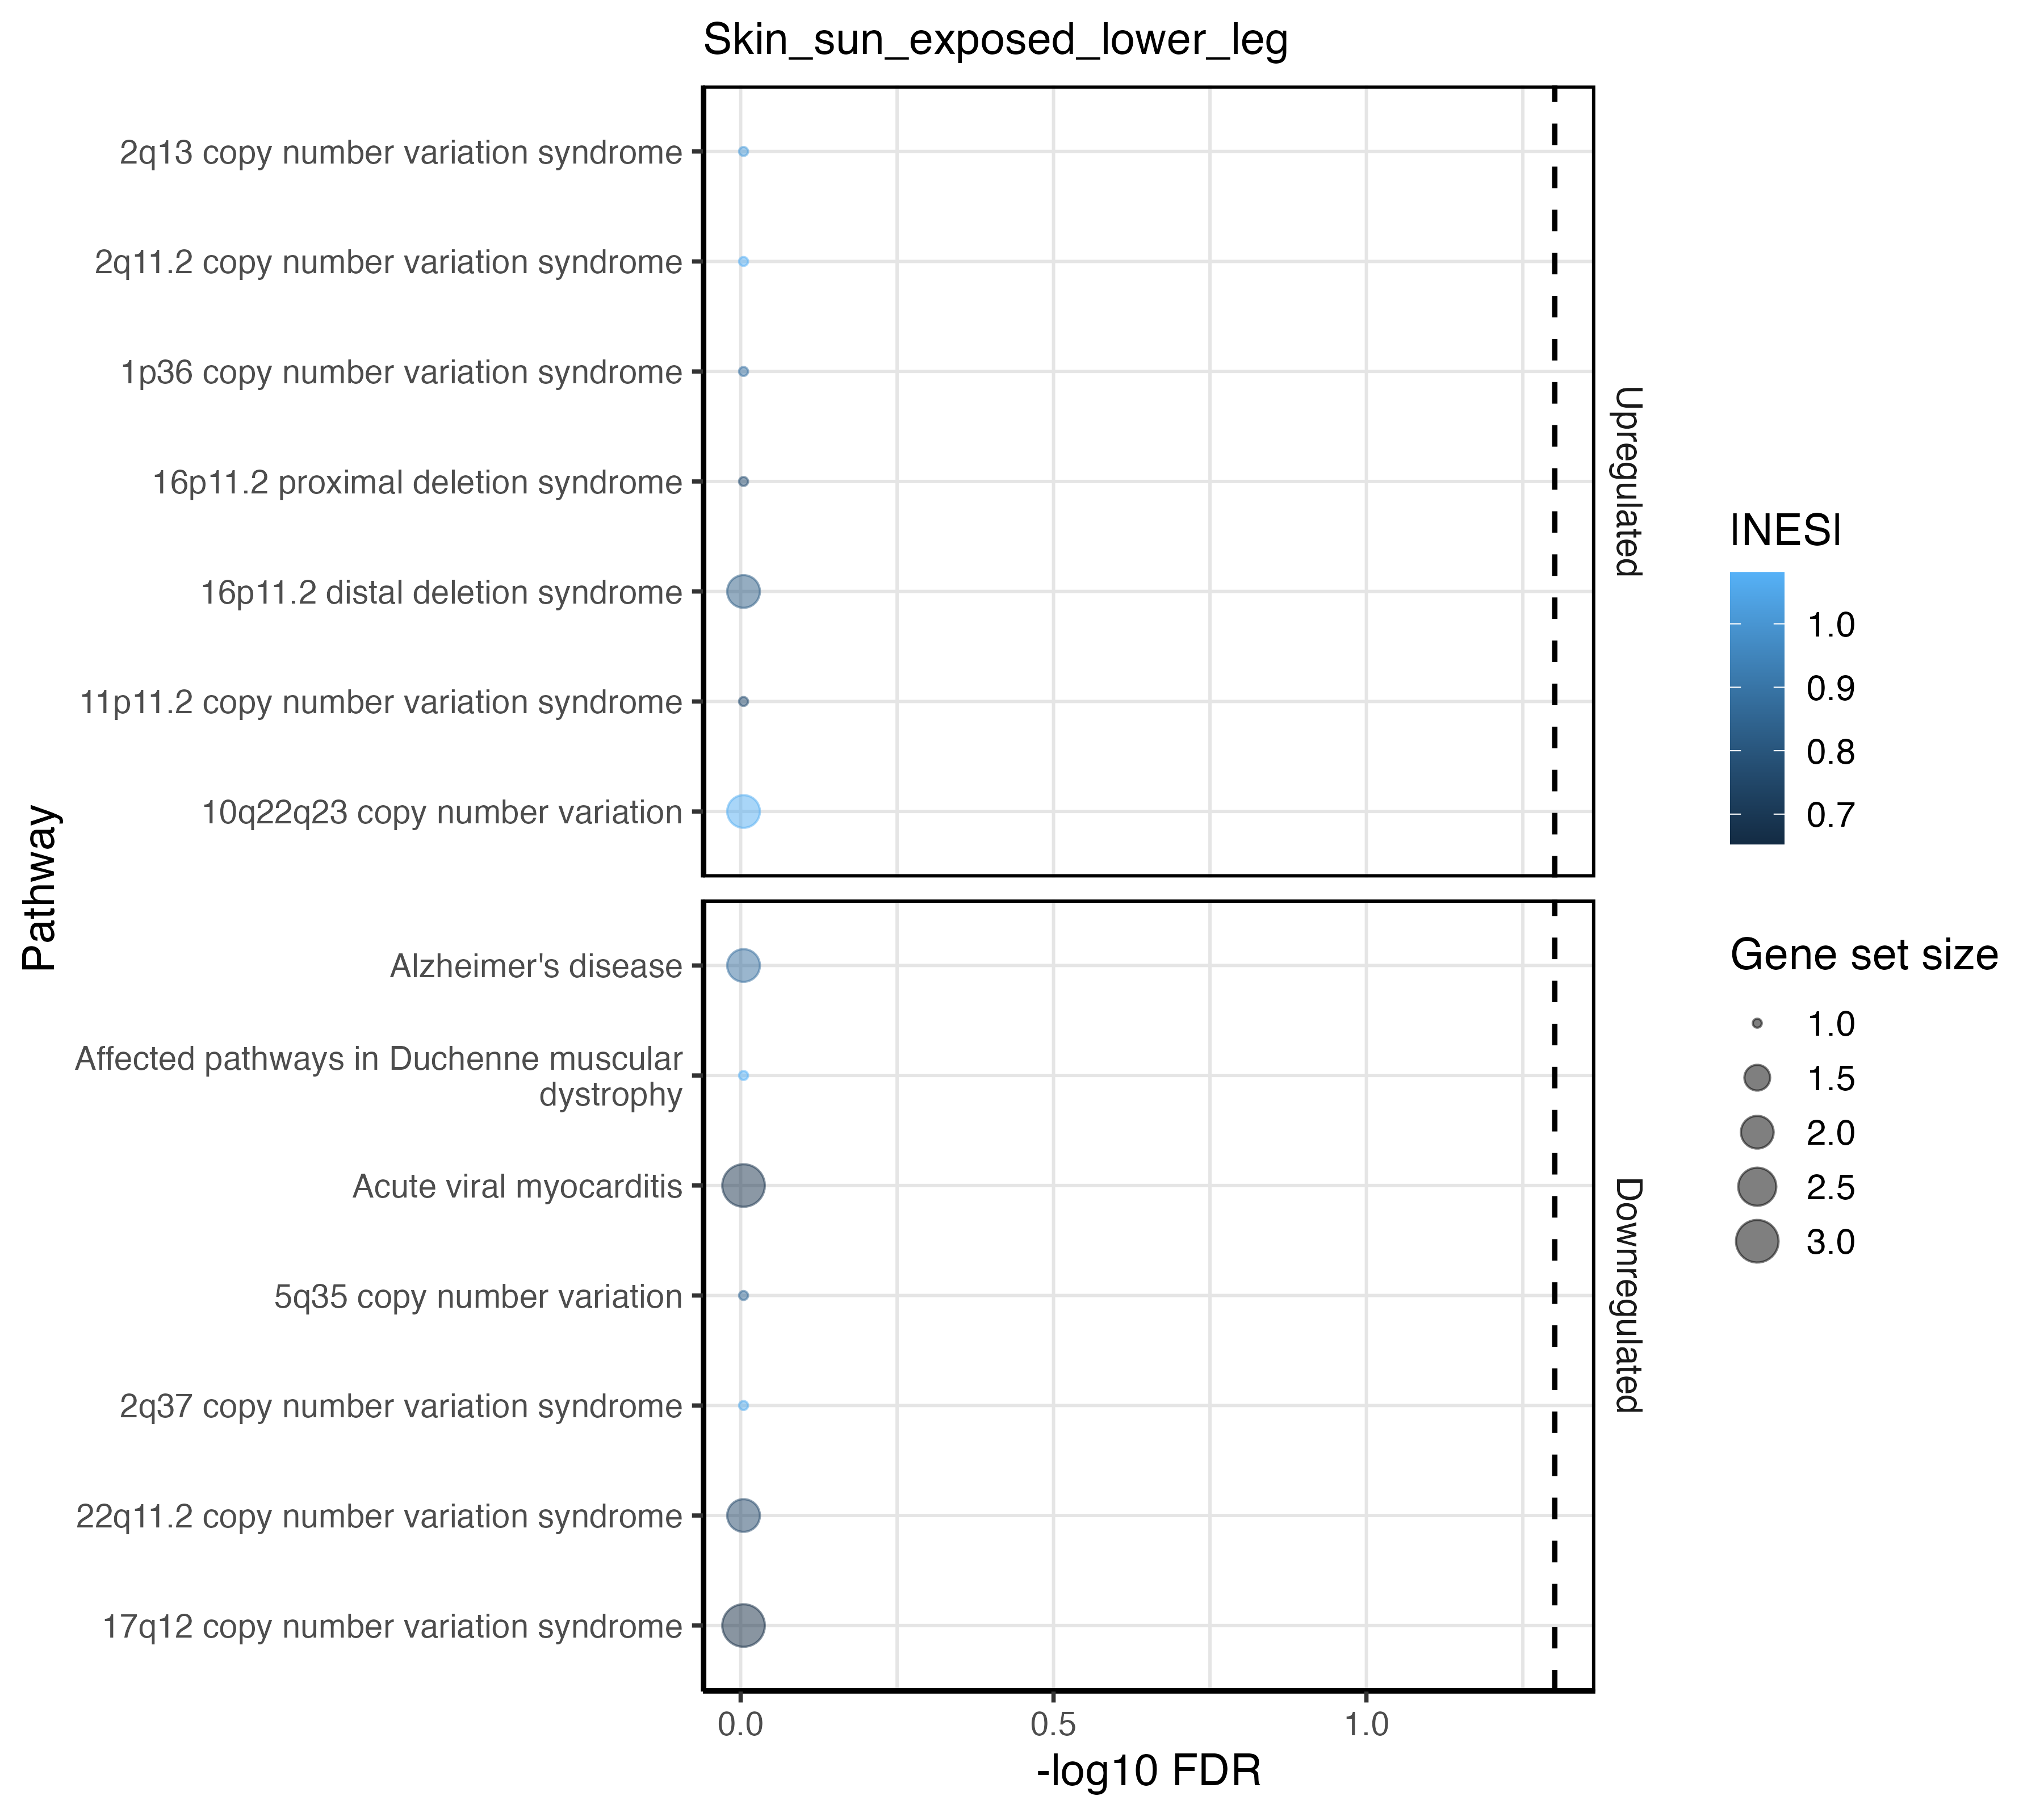 Skin_sun_exposed_lower_leg
2q13 copy number variation syndrome
2q11.2 copy number variation syndrome
1p36 copy number variation syndrome
16p11.2 proximal deletion syndrome
16p11.2 distal deletion syndrome
11p11.2 copy number variation syndrome
10q22q23 copy number variation
Upregulated
Pathway
Alzheimer's disease
Affected pathways in Duchenne muscular
dystrophy
Acute viral myocarditis
5q35 copy number variation
2q37 copy number variation syndrome
22q11.2 copy number variation syndrome
17q12 copy number variation syndrome
Downregulated
0.0 0.5 1.0
-log10 FDR
|NES|
1.0
0.9
0.8
0.7
Gene set size
1.0
1.5
2.0
2.5
3.0